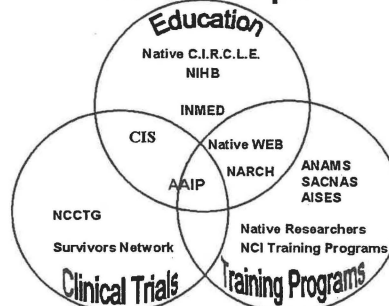 Education
Native C.I.R.C.L.E.
NIHB
INMED
CIS
Native WEB
NARCH
AAIP
ANAMS
SACNAS
AISES
NCCTG
Survivors Network
Native Researchers
NCI Training Programs
Clinical Trials
Training Programs